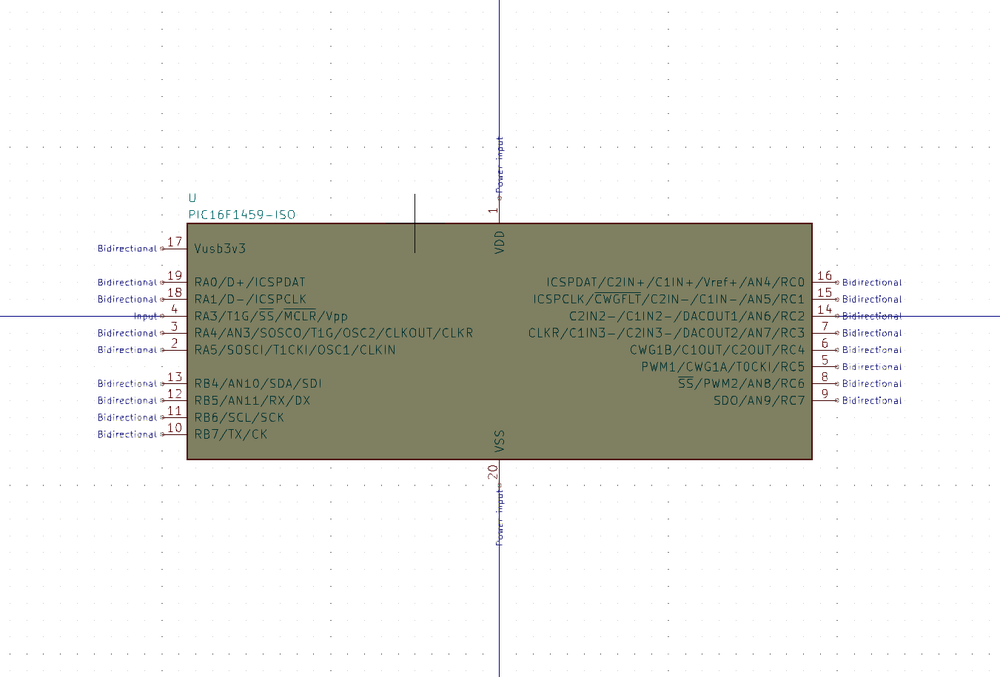 Power input
1
U
PIC16F1459-ISO
VDD
Bidirectional 17 Vusb3v3
Bidirectional 19 RA0/D+/ICSPDAT
Bidirectional 18 RA1/D-/ICSPCLK
Input 4 RA3/T1G/SS/MCLR/Vpp
Bidirectional 3 RA4/AN3/SOSCO/T1G/OSC2/CLKOUT/CLKR
Bidirectional 2 RA5/SOSCI/T1CKI/OSC1/CLKIN
Bidirectional 13 RB4/AN10/SDA/SDI
Bidirectional 12 RB5/AN11/RX/DX
Bidirectional 11 RB6/SCL/SCK
Bidirectional 10 RB7/TX/CK
ICSPDAT/C2IN+/C1IN+/Vref+/AN4/RC0 16 Bidirectional
ICSPCLK/CWGFLT/C2IN-/C1IN-/AN5/RC1 15 Bidirectional
C2IN2-/C1IN2-/DACOUT1/AN6/RC2 14 Bidirectional
CLKR/C1IN3-/C2IN3-/DACOUT2/AN7/RC3 7 Bidirectional
CWG1B/C1OUT/C2OUT/RC4 6 Bidirectional
PWM1/CWG1A/T0CKI/RC5 5 Bidirectional
SS/PWM2/AN8/RC6 8 Bidirectional
SDO/AN9/RC7 9 Bidirectional
VSS
20
Power input